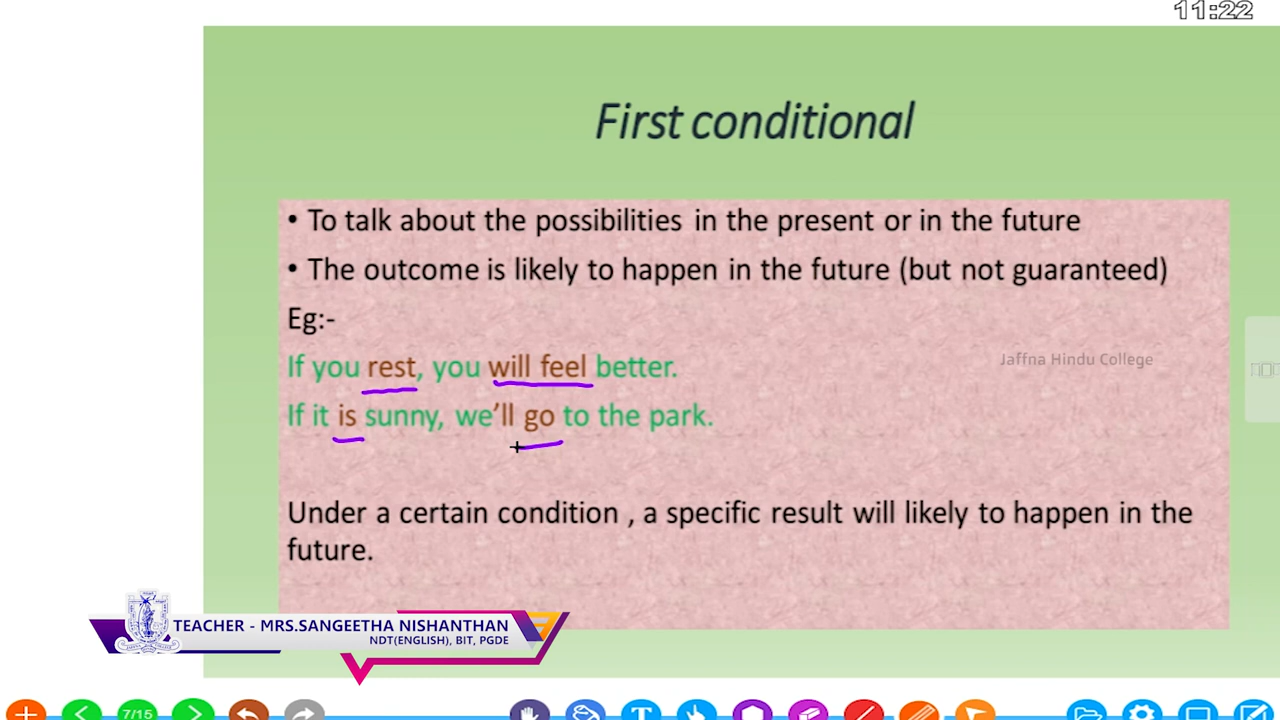 11:22
First conditional
• To talk about the possibilities in the present or in the future
• The outcome is likely to happen in the future (but not guaranteed)
Eg:-
If you rest, you will feel better.
Jaffna Hindu College
If it is sunny, we'll go to the park.
Under a certain condition , a specific result will likely to happen in the
future.
TEACHER - MRS.SANGEETHA NISHANTHAN
NDT(ENGLISH), BIT, PGDE
7/15